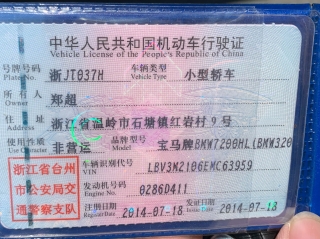 中华人民共和国机动车行驶证
Vehicle License of the People's Republic of China
号牌号码 浙JT037H 车辆类型 小型轿车
Plate No. Vehicle Type
所有人 郑超
Owner
住址 浙江省温岭市石塘镇红岩村9号
Address
非营运 品牌型号 宝马牌BMW7200HL(BMW320
浙江省台州
市公安局交
通警察支队
车辆识别代号 LBV3M2106EMC63959
VIN
发动机号码 02860411
Engine No.
注册日期 2014-07-18 发证日期 2014-07-18
Register Date Issue Date